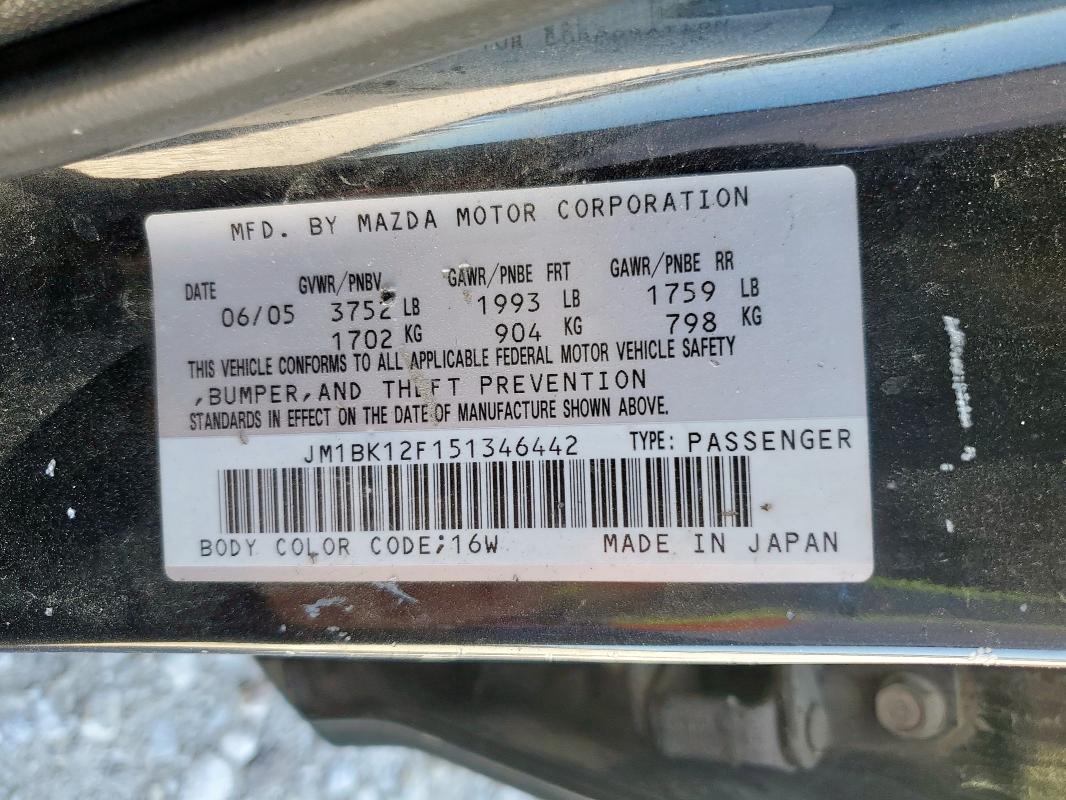 MFD. BY MAZDA MOTOR CORPORATION
DATE GVWR/PNBV GAWR/PNBE FRT GAWR/PNBE RR
06/05 3752 LB 1993 LB 1759 LB
1702 KG 904 KG 798 KG
THIS VEHICLE CONFORMS TO ALL APPLICABLE FEDERAL MOTOR VEHICLE SAFETY
,BUMPER,AND THEFT PREVENTION
STANDARDS IN EFFECT ON THE DATE OF MANUFACTURE SHOWN ABOVE.
JM1BK12F151346442 TYPE: PASSENGER
BODY COLOR CODE;16W MADE IN JAPAN